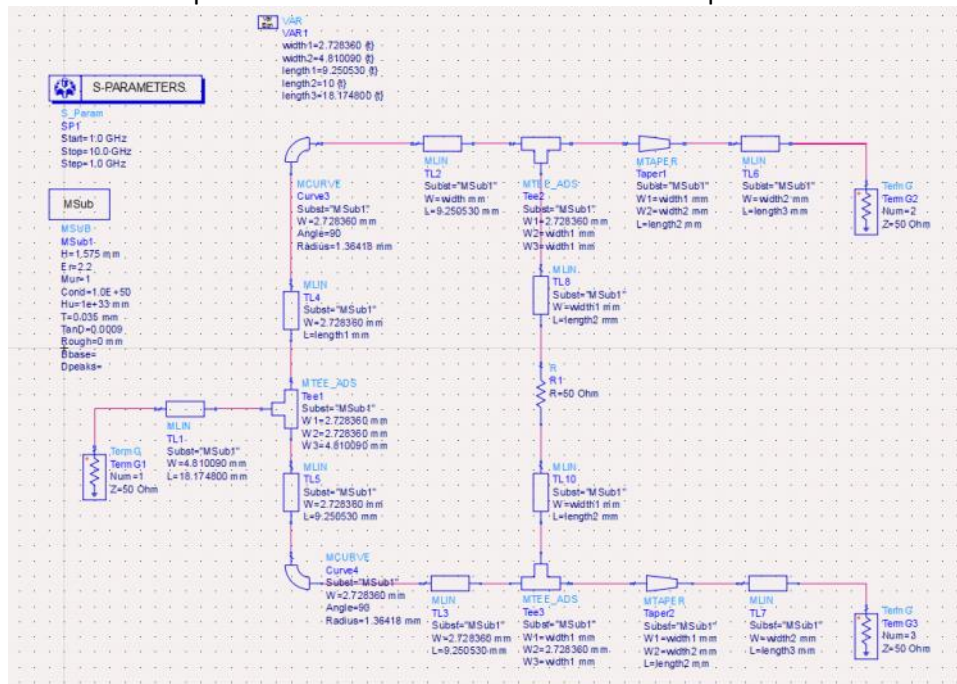 VAR
VAR1
width1=2.728360 {t}
width2=4.810090 {t}
length1=9.250530 {t}
length2=10 {t}
length3=18.174800 {t}
S-PARAMETERS
S_Param
SP1
Start=1.0 GHz
Stop=10.0 GHz
Step=1.0 GHz
MSub
MSUB
MSub1
H=1.575 mm
Er=2.2
Mur=1
Cond=1.0E+50
Hu=1e+33 mm
T=0.035 mm
TanD=0.0009
Rough=0 mm
Bbase=
Dpeaks=
MCURVE
Curve3
Subst="MSub1"
W=2.728360 mm
Angle=90
Radius=1.36418 mm
MLIN
TL2
Subst="MSub1"
W=width mm
L=9.250530 mm
MTEE_ADS
Tee2
Subst="MSub1"
W1=2.728360 mm
W2=width1 mm
W3=width1 mm
MTAPER
Taper1
Subst="MSub1"
W1=width1 mm
W2=width2 mm
L=length2 mm
MLIN
TL6
Subst="MSub1"
W=width2 mm
L=length3 mm
TermG
TermG2
Num=2
Z=50 Ohm
MLIN
TL4
Subst="MSub1"
W=2.728360 mm
L=length1 mm
MLIN
TL8
Subst="MSub1"
W=width1 mm
L=length2 mm
MTEE_ADS
Tee1
Subst="MSub1"
W1=2.728360 mm
W2=2.728360 mm
W3=4.810090 mm
R
R1
R=50 Ohm
MLIN
TL1
Subst="MSub1"
W=4.810090 mm
L=18.174800 mm
TermG
TermG1
Num=1
Z=50 Ohm
MLIN
TL5
Subst="MSub1"
W=2.728360 mm
L=9.250530 mm
MLIN
TL10
Subst="MSub1"
W=width1 mm
L=length2 mm
MCURVE
Curve4
Subst="MSub1"
W=2.728360 mm
Angle=90
Radius=1.36418 mm
MLIN
TL3
Subst="MSub1"
W=2.728360 mm
L=9.250530 mm
MTEE_ADS
Tee3
Subst="MSub1"
W1=width1 mm
W2=2.728360 mm
W3=width1 mm
MTAPER
Taper2
Subst="MSub1"
W1=width1 mm
W2=width2 mm
L=length2 mm
MLIN
TL7
Subst="MSub1"
W=width2 mm
L=length3 mm
TermG
TermG3
Num=3
Z=50 Ohm